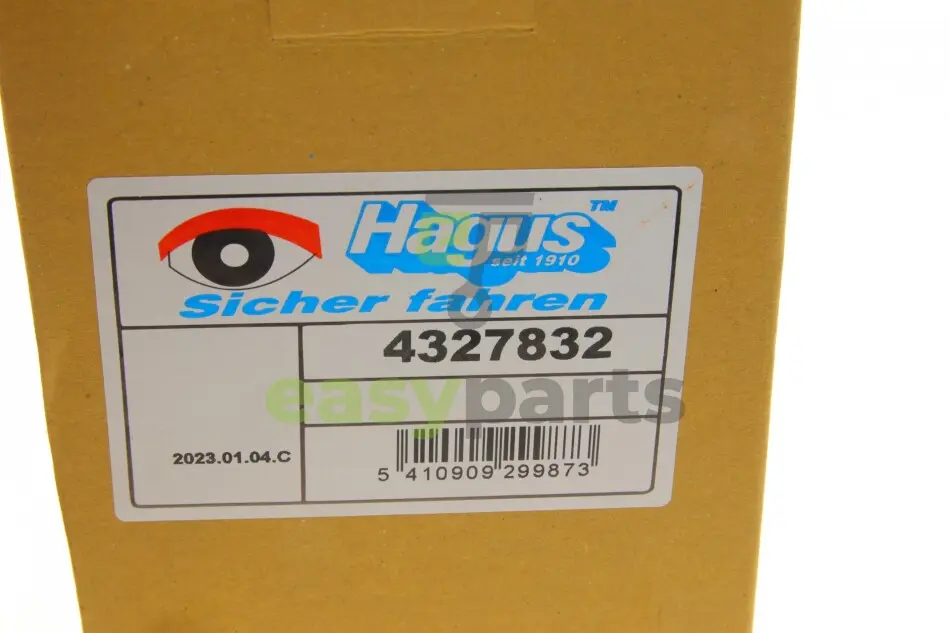 Hagus™
seit 1910
Sicher fahren
4327832
easyparts
2023.01.04.C
5 410909 299873